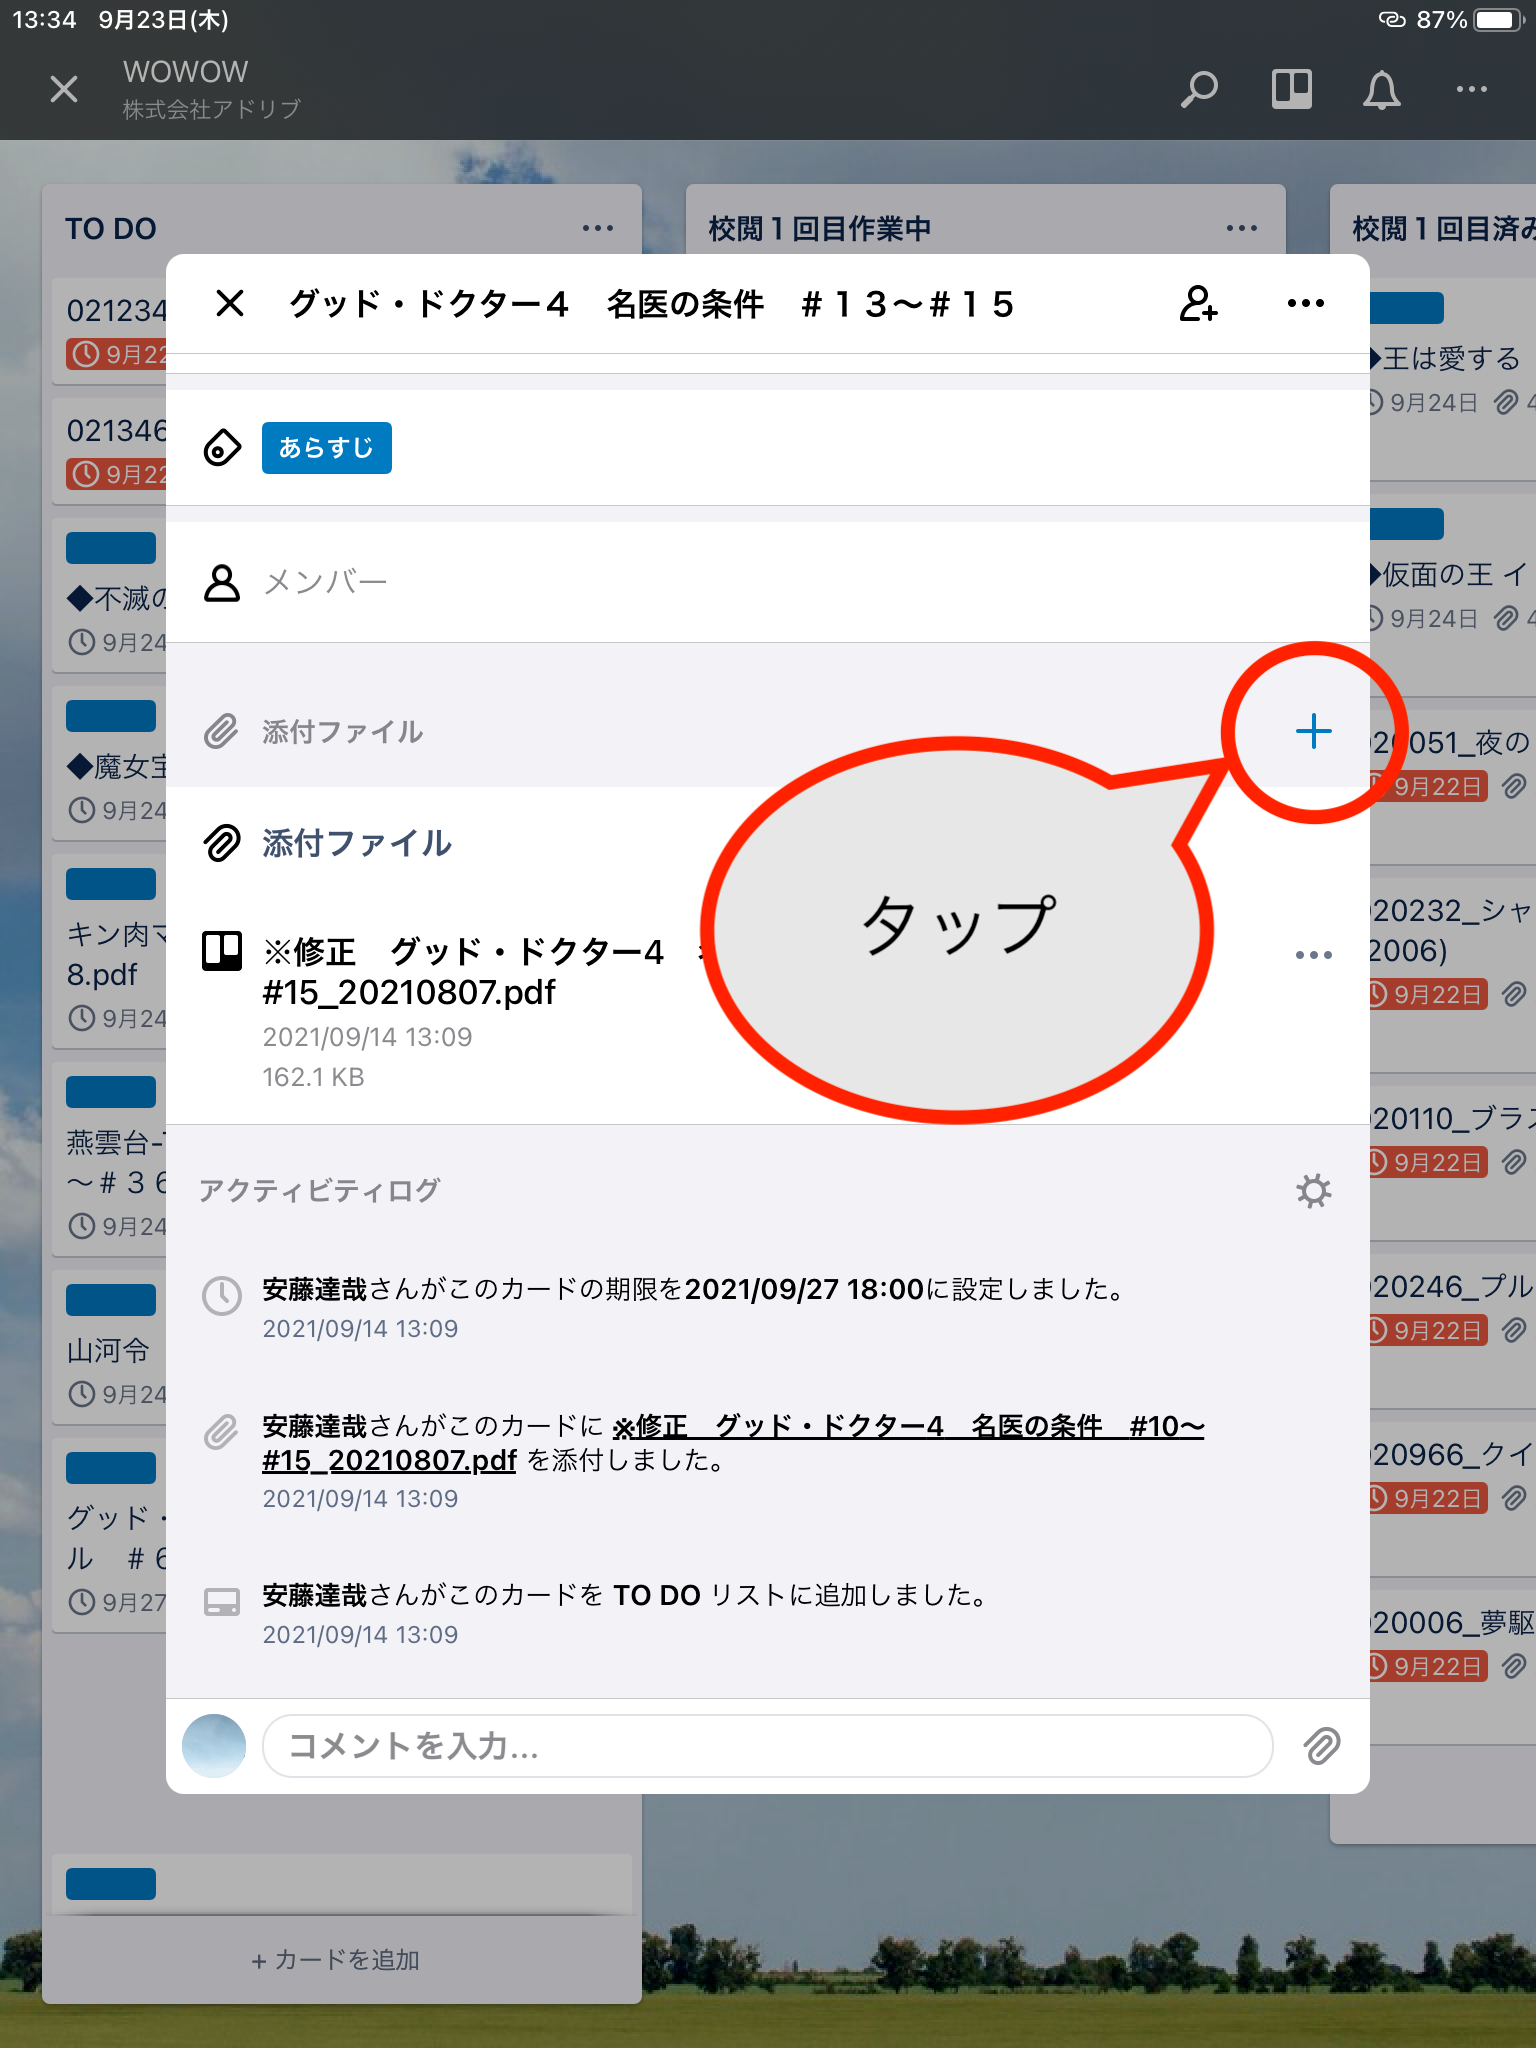 13:34 9月23日(木) 87%
WOWOW
株式会社アドリブ
TO DO
校閲１回目作業中
校閲１回目済み
021234
9月22
021346
9月22
◆不滅の
9月24
◆魔女宝
9月24
キン肉マ
8.pdf
9月24
燕雲台-
～＃３６
9月24
山河令
9月24
グッド・
ル ＃６
9月27
+ カードを追加
グッド・ドクター４　名医の条件　＃１３～＃１５
あらすじ
メンバー
添付ファイル
添付ファイル
※修正　グッド・ドクター4
#15_20210807.pdf
2021/09/14 13:09
162.1 KB
タップ
アクティビティログ
安藤達哉さんがこのカードの期限を2021/09/27 18:00に設定しました。
2021/09/14 13:09
安藤達哉さんがこのカードに ※修正　グッド・ドクター4　名医の条件　#10～
#15_20210807.pdf を添付しました。
2021/09/14 13:09
安藤達哉さんがこのカードを TO DO リストに追加しました。
2021/09/14 13:09
コメントを入力...
◆王は愛する
9月24日 4
◆仮面の王 イ
9月24日 4
020051_夜の
9月22日
020232_シャ
2006)
9月22日
020110_ブラス
9月22日
020246_プル
9月22日
020966_クイ
9月22日
020006_夢駆
9月22日